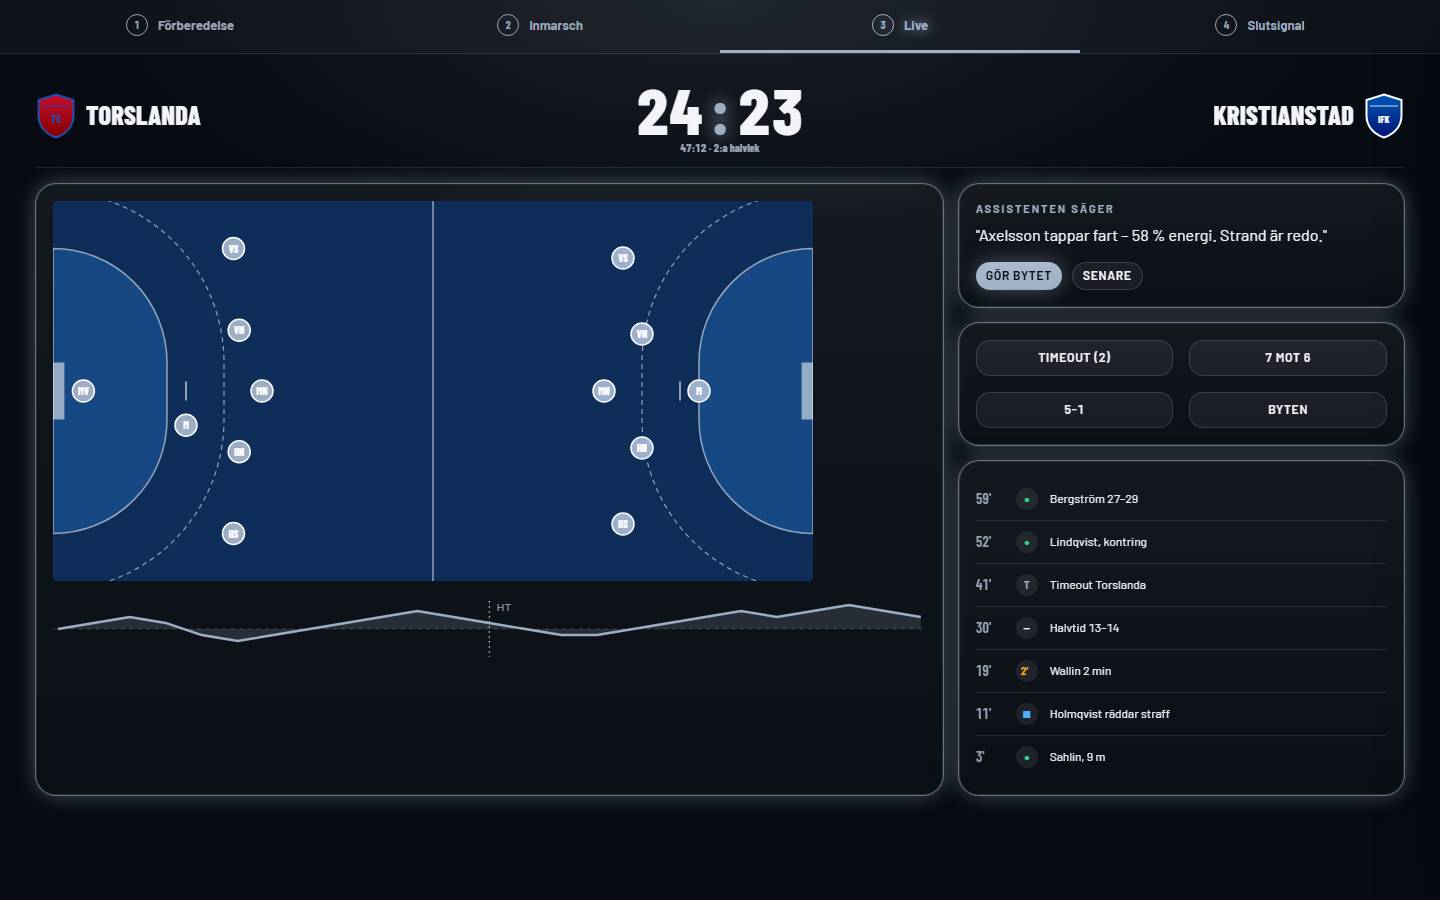 1 Förberedelse
2 Inmarsch
3 Live
4 Slutsignal
TE
TORSLANDA
24:23
47:12 · 2:a halvlek
KRISTIANSTAD
IFK
VS
VN
MV
MN
M
HN
HS
VS
VN
MN
M
HN
HS
HT
ASSISTENTEN SÄGER
"Axelsson tappar fart – 58 % energi. Strand är redo."
GÖR BYTET
SENARE
TIMEOUT (2)
7 MOT 6
5-1
BYTEN
59' Bergström 27–29
52' Lindqvist, kontring
41' T Timeout Torslanda
30' – Halvtid 13–14
19' 2' Wallin 2 min
11' Holmqvist räddar straff
3' Sahlin, 9 m